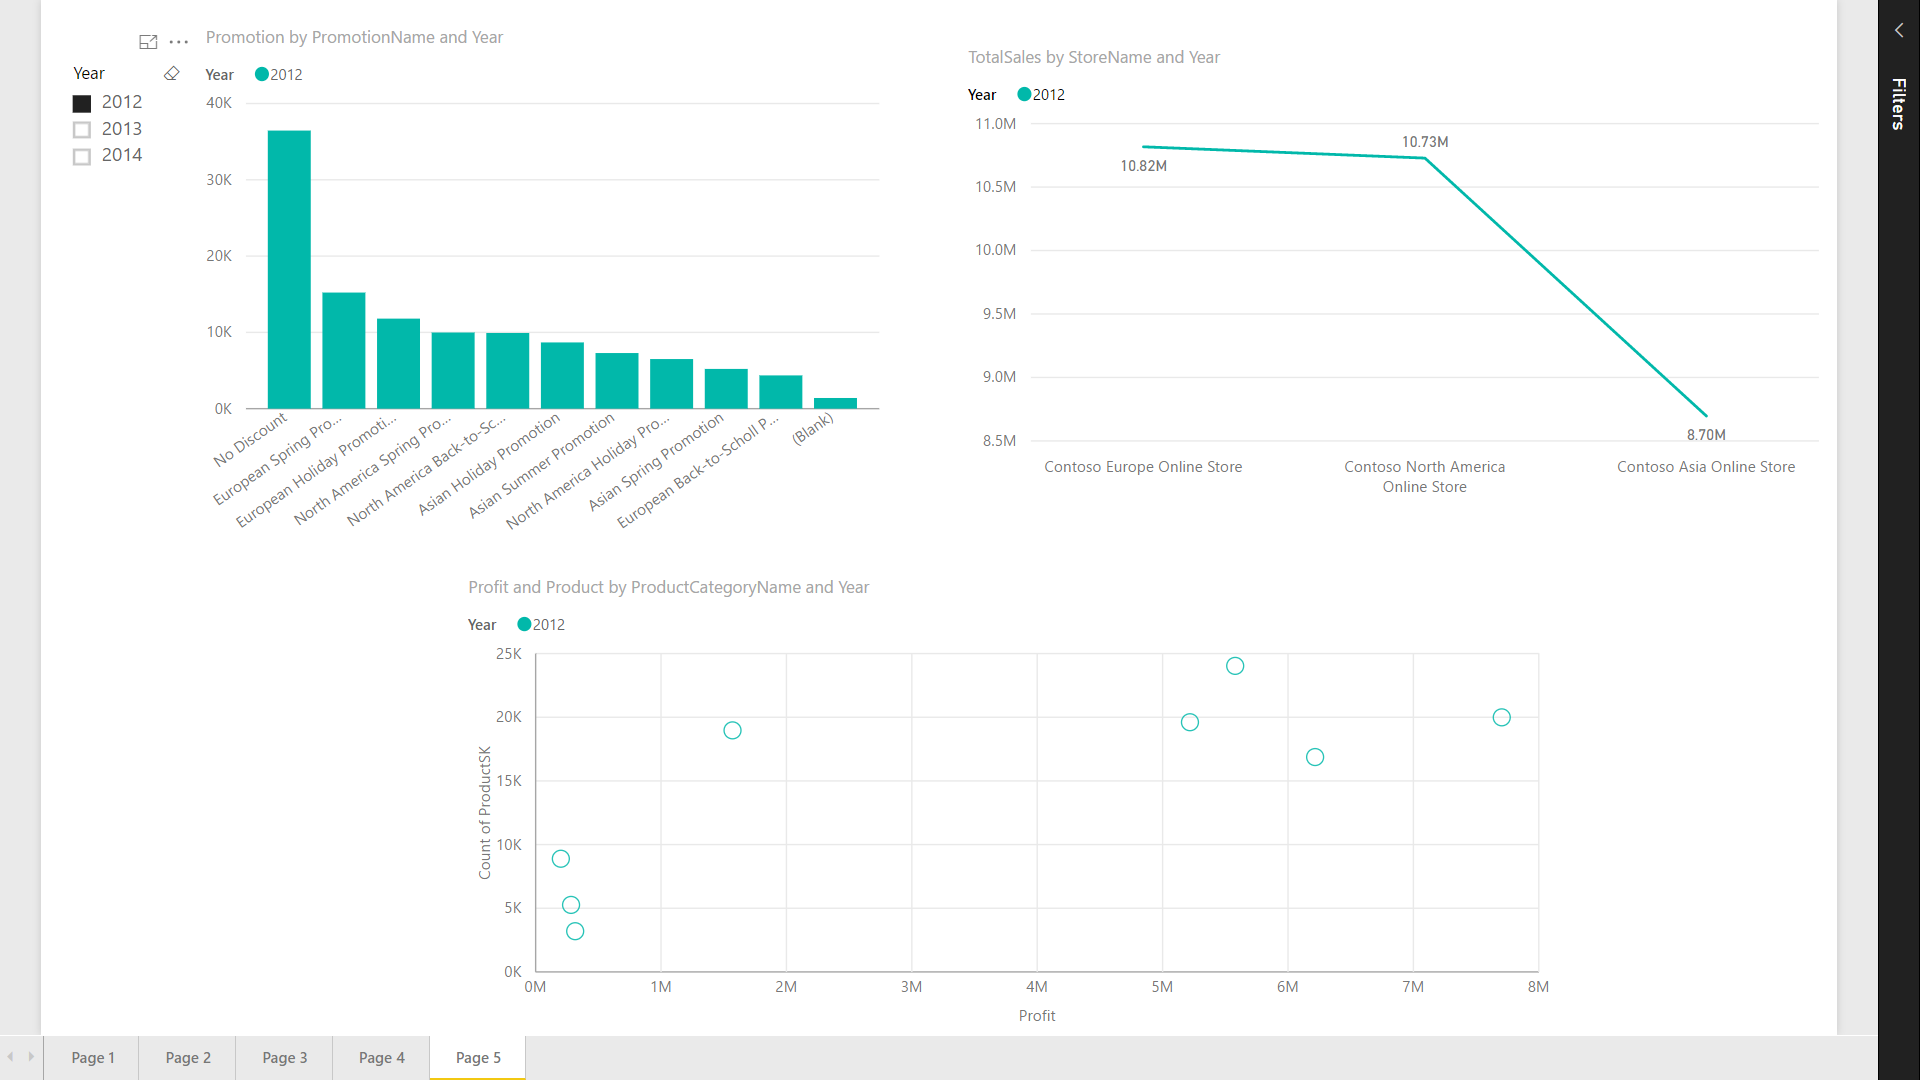 Promotion by PromotionName and Year
Year
2012
2013
2014
Year 2012
40K
30K
20K
10K
0K
No Discount
European Spring Pro...
European Holiday Promoti...
North America Spring Pro...
North America Back-to-Sc...
Asian Holiday Promotion
Asian Summer Promotion
North America Holiday Pro...
Asian Spring Promotion
European Back-to-Scholl P...
(Blank)
TotalSales by StoreName and Year
Year 2012
11.0M
10.5M
10.0M
9.5M
9.0M
8.5M
10.82M
10.73M
8.70M
Contoso Europe Online Store
Contoso North America
Online Store
Contoso Asia Online Store
Profit and Product by ProductCategoryName and Year
Year 2012
Count of ProductSK
25K
20K
15K
10K
5K
0K
0M 1M 2M 3M 4M 5M 6M 7M 8M
Profit
Filters
Page 1 Page 2 Page 3 Page 4 Page 5